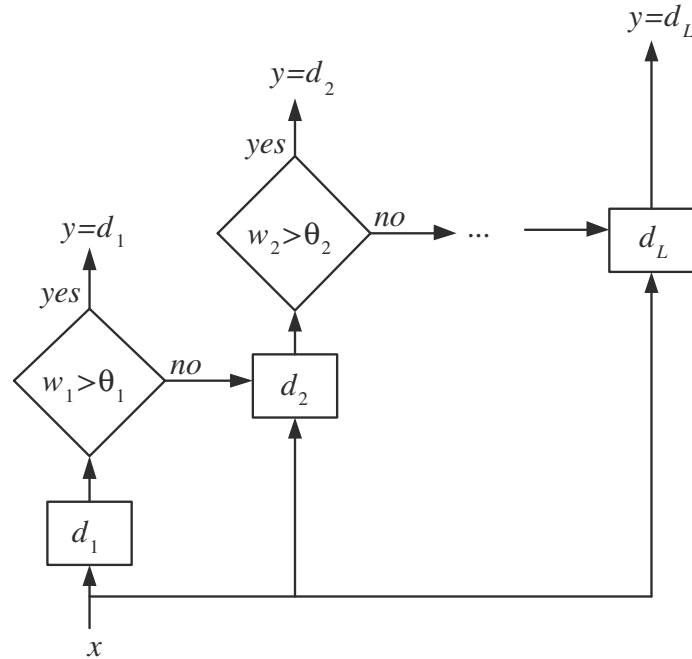 y=d_L
y=d_2
yes
w_2>θ_2
no
...
d_L
y=d_1
yes
w_1>θ_1
no
d_2
d_1
x